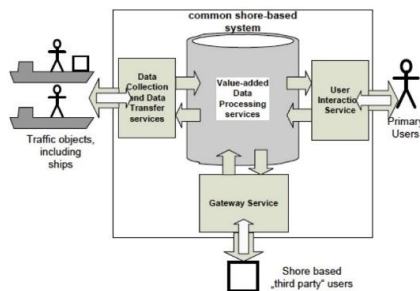 common shore-based
system
Data
Collection
and Data
Transfer
services
Value-added
Data
Processing
services
User
Interactio
Service
Primary
Users
Traffic objects,
including
ships
Gateway Service
Shore based
„third party“ users